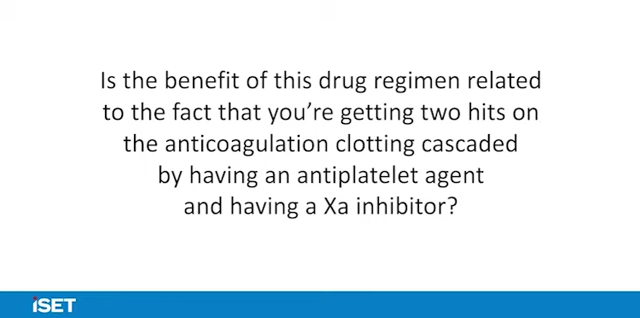 Is the benefit of this drug regimen related
to the fact that you're getting two hits on
the anticoagulation clotting cascaded
by having an antiplatelet agent
and having a Xa inhibitor?
iSET